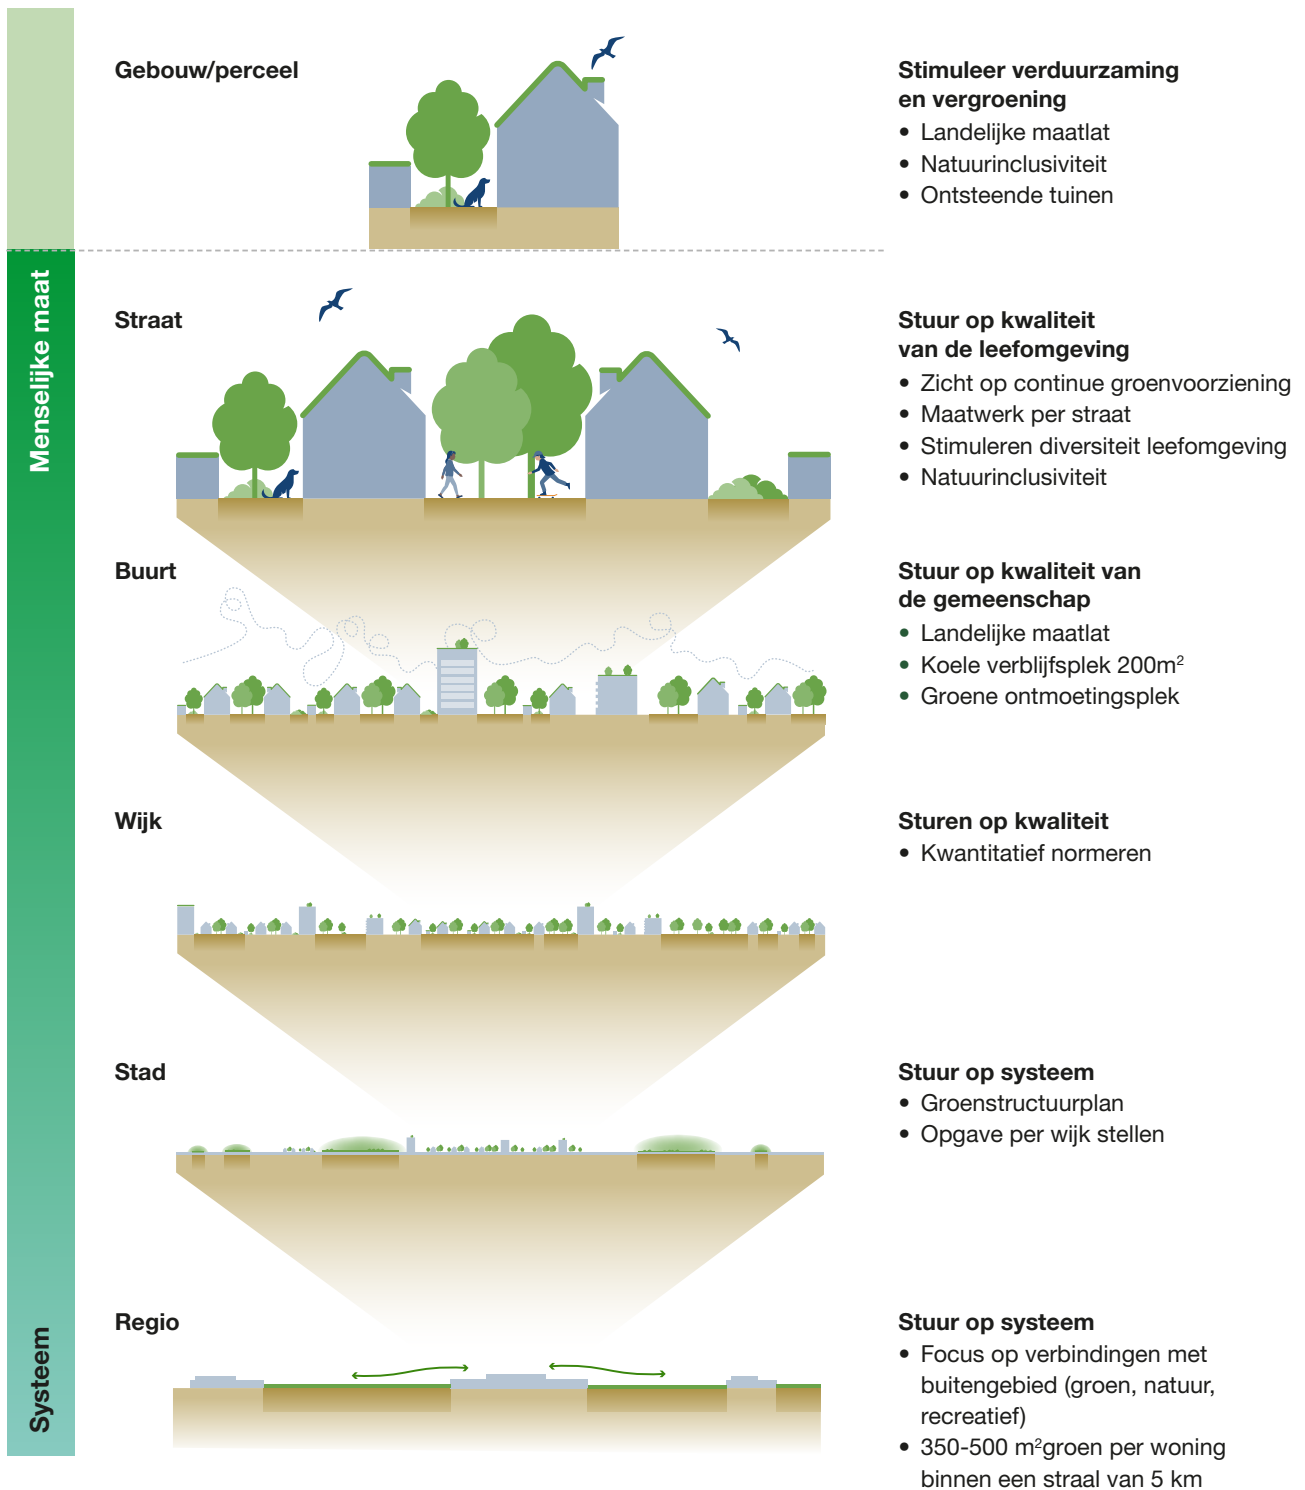 Gebouw/perceel
Stimuleer verduurzaming
en vergroening
• Landelijke maatlat
• Natuurinclusiviteit
• Ontsteende tuinen
Menselijke maat
Straat
Stuur op kwaliteit
van de leefomgeving
• Zicht op continue groenvoorziening
• Maatwerk per straat
• Stimuleren diversiteit leefomgeving
• Natuurinclusiviteit
Buurt
Stuur op kwaliteit van
de gemeenschap
• Landelijke maatlat
• Koele verblijfsplek 200m²
• Groene ontmoetingsplek
Wijk
Sturen op kwaliteit
• Kwantitatief normeren
Stad
Stuur op systeem
• Groenstructuurplan
• Opgave per wijk stellen
Regio
Systeem
Stuur op systeem
• Focus op verbindingen met
buitengebied (groen, natuur,
recreatief)
• 350-500 m²groen per woning
binnen een straal van 5 km